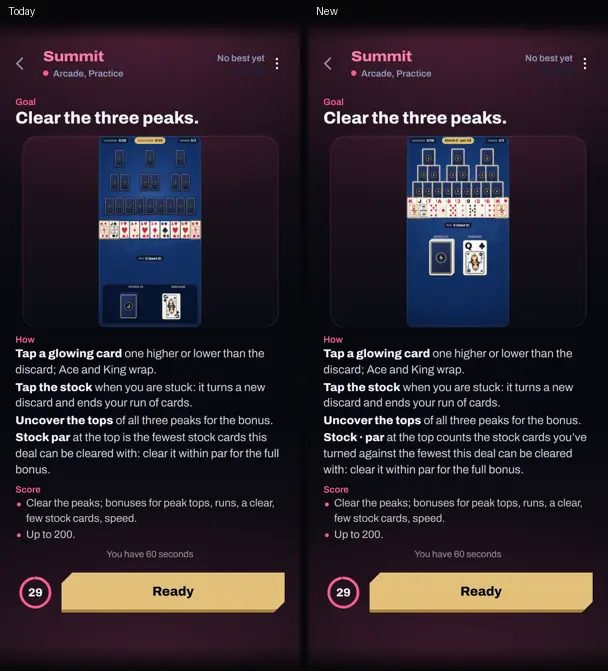 Today
Summit
No best yet
Arcade, Practice
Goal
Clear the three peaks.
How
Tap a glowing card one higher or lower than the
discard; Ace and King wrap.
Tap the stock when you are stuck: it turns a new
discard and ends your run of cards.
Uncover the tops of all three peaks for the bonus.
Stock par at the top is the fewest stock cards this
deal can be cleared with: clear it within par for the full
bonus.
Score
Clear the peaks; bonuses for peak tops, runs, a clear,
few stock cards, speed.
Up to 200.
You have 60 seconds
29
Ready
New
Summit
No best yet
Arcade, Practice
Goal
Clear the three peaks.
Q
How
Tap a glowing card one higher or lower than the
discard; Ace and King wrap.
Tap the stock when you are stuck: it turns a new
discard and ends your run of cards.
Uncover the tops of all three peaks for the bonus.
Stock · par at the top counts the stock cards you've
turned against the fewest this deal can be cleared
with: clear it within par for the full bonus.
Score
Clear the peaks; bonuses for peak tops, runs, a clear,
few stock cards, speed.
Up to 200.
You have 60 seconds
29
Ready